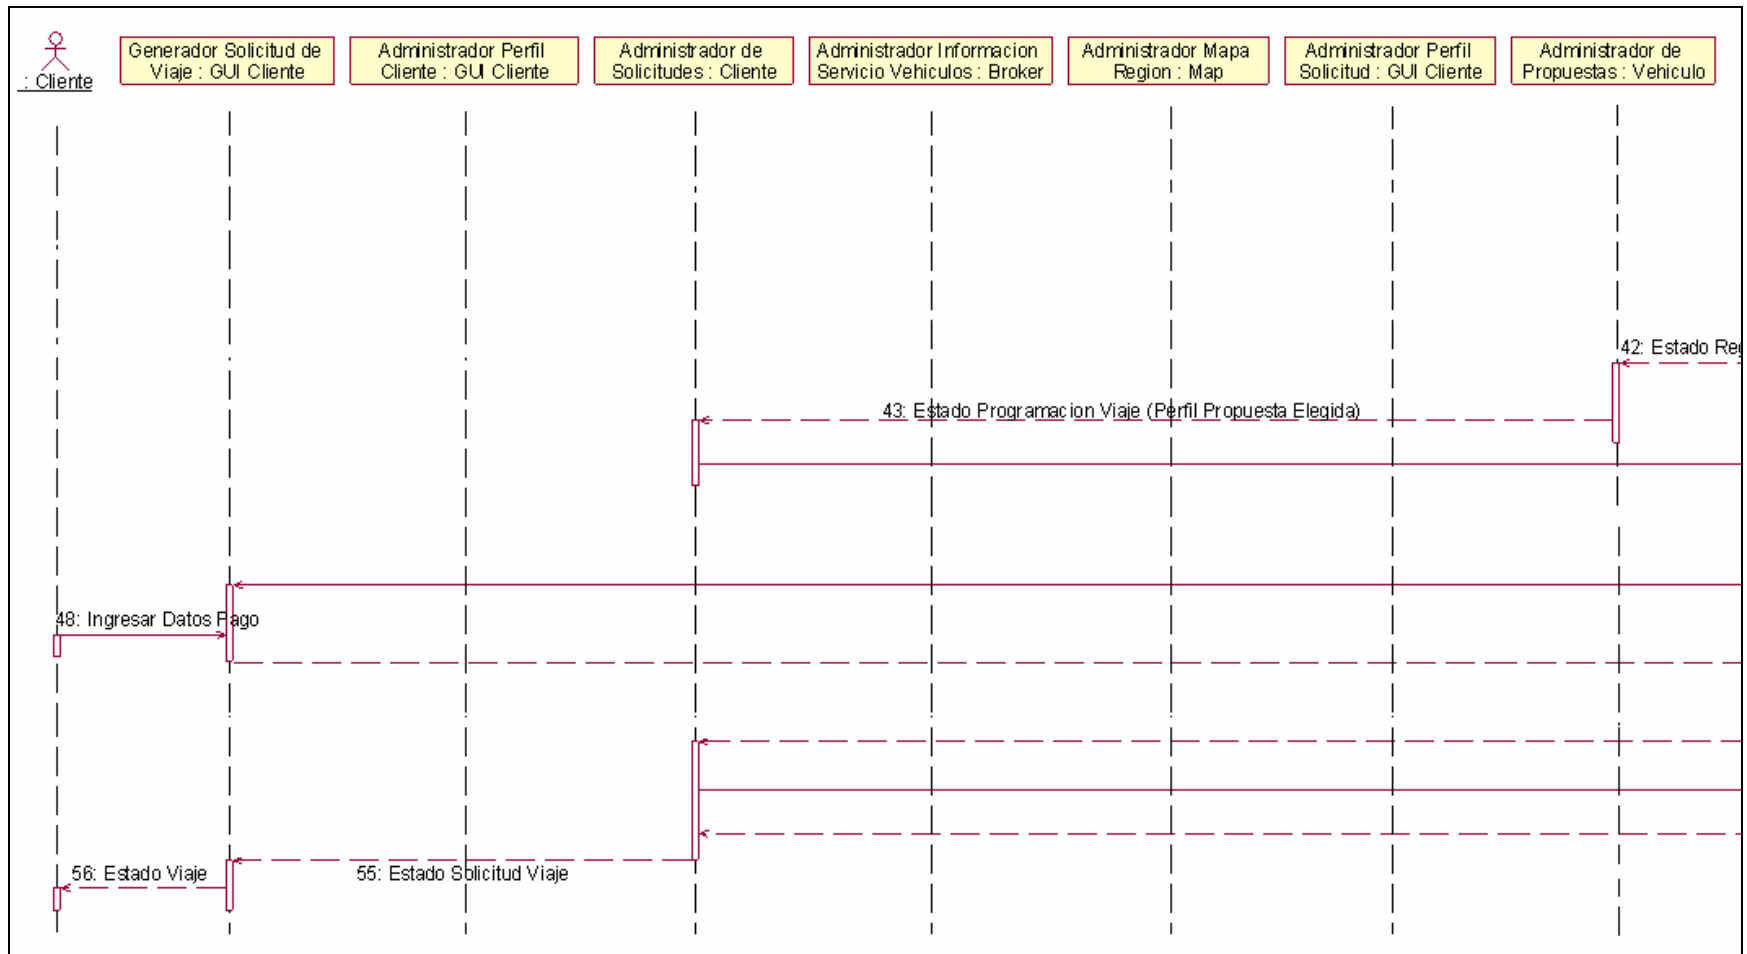 : Cliente
Generador Solicitud de
Viaje : GUI Cliente
Administrador Perfil
Cliente : GUI Cliente
Administrador de
Solicitudes : Cliente
Administrador Informacion
Servicio Vehiculos : Broker
Administrador Mapa
Region : Map
Administrador Perfil
Solicitud : GUI Cliente
Administrador de
Propuestas : Vehiculo
42: Estado Reg
43: Estado Programacion Viaje (Perfil Propuesta Elegida)
48: Ingresar Datos Pago
56: Estado Viaje
55: Estado Solicitud Viaje